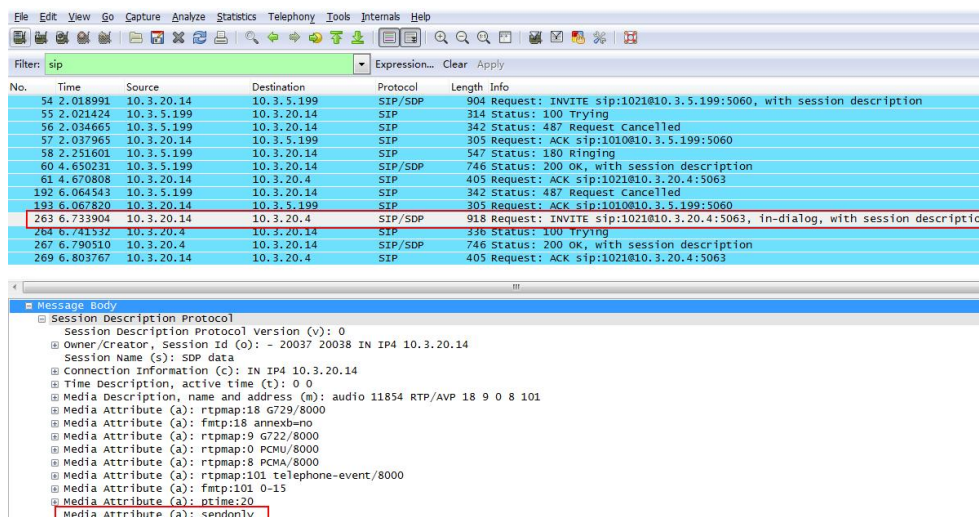 File Edit View Go Capture Analyze Statistics Telephony Tools Internals Help
Filter: sip Expression... Clear Apply
No. Time Source Destination Protocol Length Info
54 2.018991 10.3.20.14 10.3.5.199 SIP/SDP 904 Request: INVITE sip:1021@10.3.5.199:5060, with session description
55 2.021424 10.3.5.199 10.3.20.14 SIP 314 Status: 100 Trying
56 2.034665 10.3.5.199 10.3.20.14 SIP 342 Status: 487 Request Cancelled
57 2.037965 10.3.20.14 10.3.5.199 SIP 305 Request: ACK sip:1010@10.3.5.199:5060
58 2.251601 10.3.5.199 10.3.20.14 SIP 547 Status: 180 Ringing
60 4.650231 10.3.5.199 10.3.20.14 SIP/SDP 746 Status: 200 OK, with session description
61 4.670808 10.3.20.14 10.3.20.4 SIP 405 Request: ACK sip:1021@10.3.20.4:5063
192 6.064543 10.3.5.199 10.3.20.14 SIP 342 Status: 487 Request Cancelled
193 6.067820 10.3.20.14 10.3.5.199 SIP 305 Request: ACK sip:1010@10.3.5.199:5060
263 6.733904 10.3.20.14 10.3.20.4 SIP/SDP 918 Request: INVITE sip:1021@10.3.20.4:5063, in-dialog, with session descriptio
264 6.741532 10.3.20.4 10.3.20.14 SIP 336 Status: 100 Trying
267 6.790510 10.3.20.4 10.3.20.14 SIP/SDP 746 Status: 200 OK, with session description
269 6.803767 10.3.20.14 10.3.20.4 SIP 405 Request: ACK sip:1021@10.3.20.4:5063
Message Body
Session Description Protocol
Session Description Protocol Version (v): 0
Owner/Creator, Session Id (o): - 20037 20038 IN IP4 10.3.20.14
Session Name (s): SDP data
Connection Information (c): IN IP4 10.3.20.14
Time Description, active time (t): 0 0
Media Description, name and address (m): audio 11854 RTP/AVP 18 9 0 8 101
Media Attribute (a): rtpmap:18 G729/8000
Media Attribute (a): fmtp:18 annexb=no
Media Attribute (a): rtpmap:9 G722/8000
Media Attribute (a): rtpmap:0 PCMU/8000
Media Attribute (a): rtpmap:8 PCMA/8000
Media Attribute (a): rtpmap:101 telephone-event/8000
Media Attribute (a): fmtp:101 0-15
Media Attribute (a): ptime:20
Media Attribute (a): sendonly